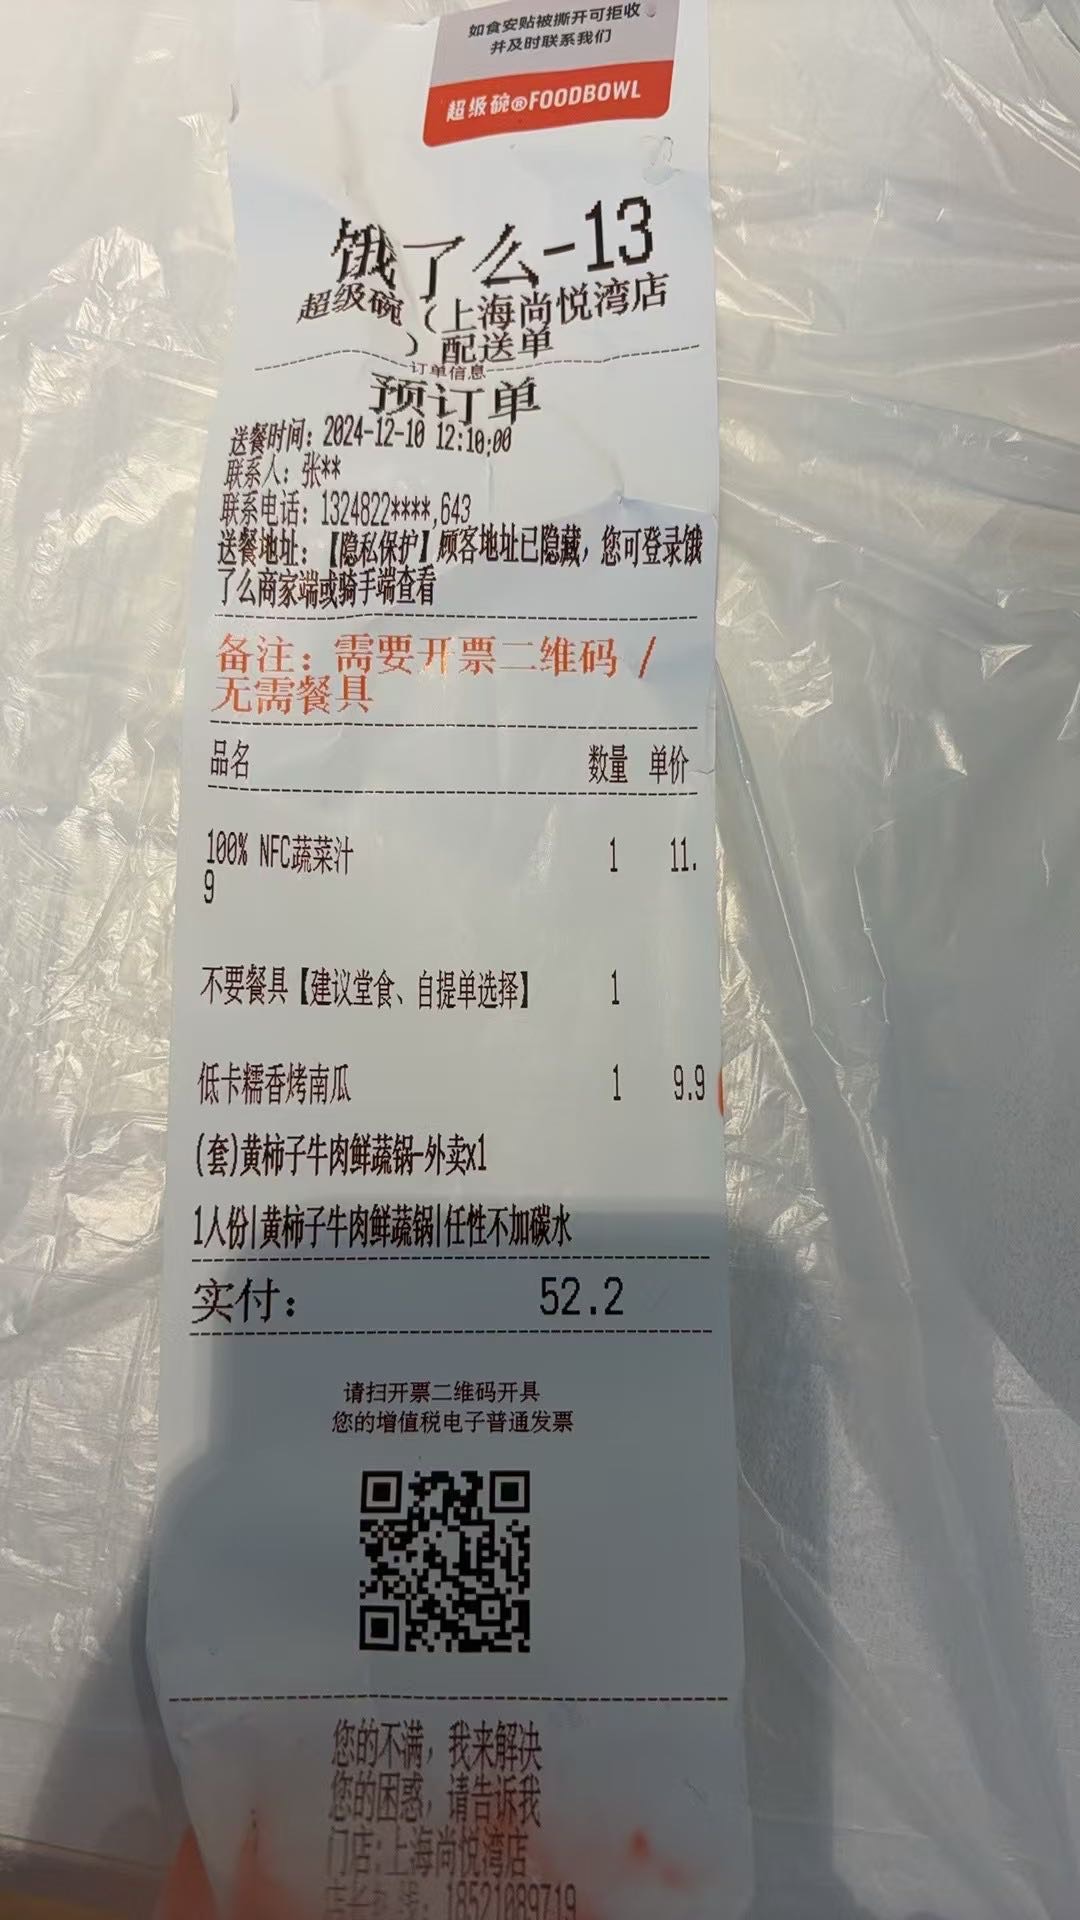 如食安贴被撕开可拒收
并及时联系我们
超级碗®FOODBOWL
饿了么-13
超级碗（上海尚悦湾店
）配送单
订单信息
预订单
送餐时间：2024-12-10 12:10:00
联系人：张**
联系电话：1324822****,643
送餐地址：【隐私保护】顾客地址已隐藏，您可登录饿
了么商家端或骑手端查看
备注：需要开票二维码 /
无需餐具
品名 数量 单价
100% NFC蔬菜汁 1 11.
9
不要餐具【建议堂食、自提单选择】 1
低卡糯香烤南瓜 1 9.9
(套)黄柿子牛肉鲜蔬锅-外卖x1
1人份|黄柿子牛肉鲜蔬锅|任性不加碳水
实付： 52.2
请扫开票二维码开具
您的增值税电子普通发票
您的不满，我来解决
您的困惑，请告诉我
门店：上海尚悦湾店
18521089719